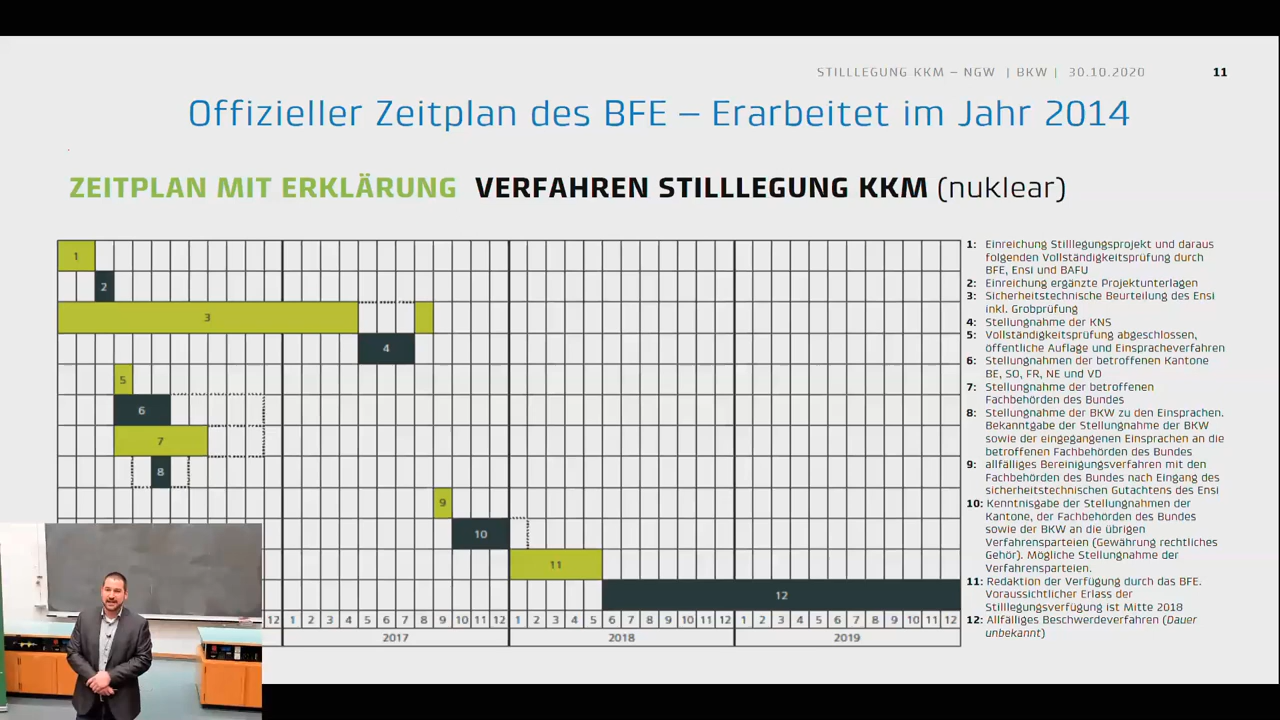 STILLLEGUNG KKM – NGW | BKW | 30.10.2020
11
Offizieller Zeitplan des BFE – Erarbeitet im Jahr 2014
ZEITPLAN MIT ERKLÄRUNG VERFAHREN STILLLEGUNG KKM (nuklear)
1
2
3
4
5
6
7
8
9
10
11
12
12 1 2 3 4 5 6 7 8 9 10 11 12 1 2 3 4 5 6 7 8 9 10 11 12 1 2 3 4 5 6 7 8 9 10 11 12
2017 2018 2019
1: Einreichung Stilllegungsprojekt und daraus
folgenden Vollständigkeitsprüfung durch
BFE, Ensi und BAFU
2: Einreichung ergänzte Projektunterlagen
3: Sicherheitstechnische Beurteilung des Ensi
inkl. Grobprüfung
4: Stellungnahme der KNS
5: Vollständigkeitsprüfung abgeschlossen,
öffentliche Auflage und Einspracheverfahren
6: Stellungnahmen der betroffenen Kantone
BE, SO, FR, NE und VD
7: Stellungnahme der betroffenen
Fachbehörden des Bundes
8: Stellungnahme der BKW zu den Einsprachen.
Bekanntgabe der Stellungnahme der BKW
sowie der eingegangenen Einsprachen an die
betroffenen Fachbehörden des Bundes
9: allfälliges Bereinigungsverfahren mit den
Fachbehörden des Bundes nach Eingang des
sicherheitstechnischen Gutachtens des Ensi
10: Kenntnisgabe der Stellungnahmen der
Kantone, der Fachbehörden des Bundes
sowie der BKW an die übrigen
Verfahrensparteien (Gewährung rechtliches
Gehör). Mögliche Stellungnahme der
Verfahrensparteien.
11: Redaktion der Verfügung durch das BFE.
Voraussichtlicher Erlass der
Stilllegungsverfügung ist Mitte 2018
12: Allfälliges Beschwerdeverfahren (Dauer
unbekannt)